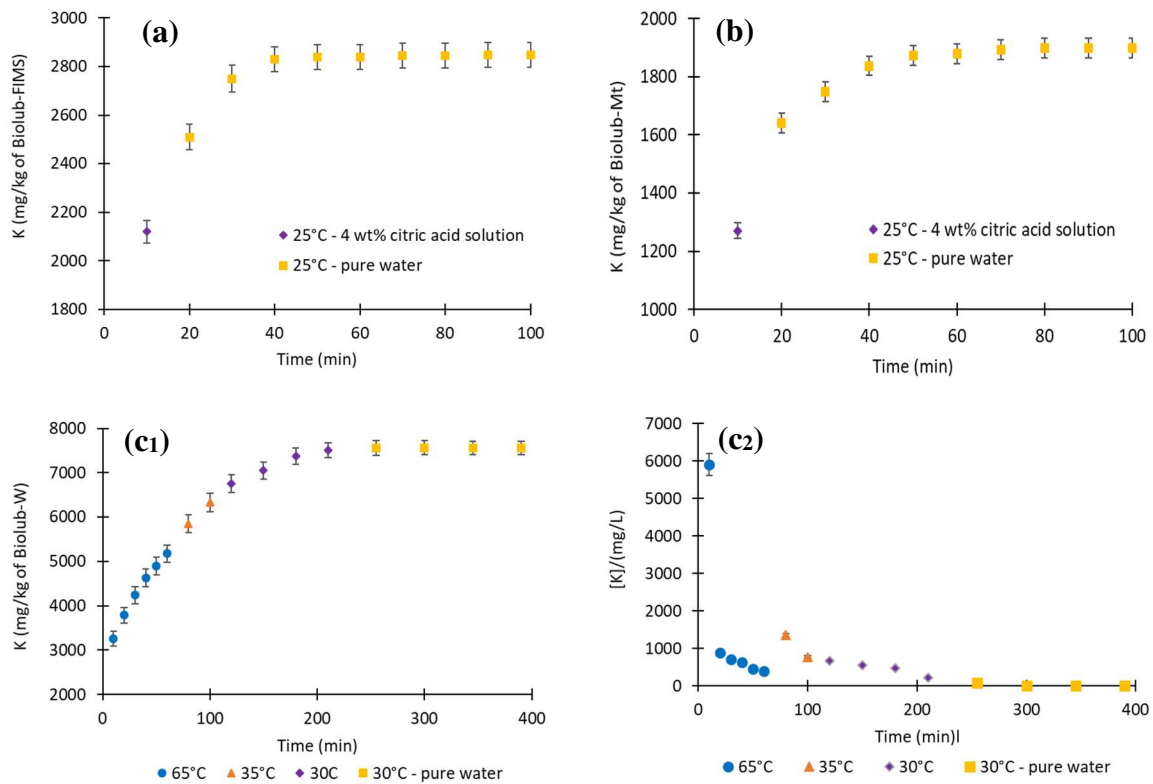 (a)
K (mg/kg of Biolub-FIMS)
3000
2800
2600
2400
2200
2000
1800
0 20 40 60 80 100
Time (min)
25°C - 4 wt% citric acid solution
25°C - pure water
(b)
K (mg/kg of Biolub-Mt)
2000
1800
1600
1400
1200
1000
0 20 40 60 80 100
Time (min)
25°C - 4 wt% citric acid solution
25°C - pure water
(c1)
K (mg/kg of Biolub-W)
8000
7000
6000
5000
4000
3000
2000
0 100 200 300 400
Time (min)
65°C 35°C 30C 30°C - pure water
(c2)
[K]/(mg/L)
7000
6000
5000
4000
3000
2000
1000
0
0 100 200 300 400
Time (min)l
65°C 35°C 30°C 30°C - pure water